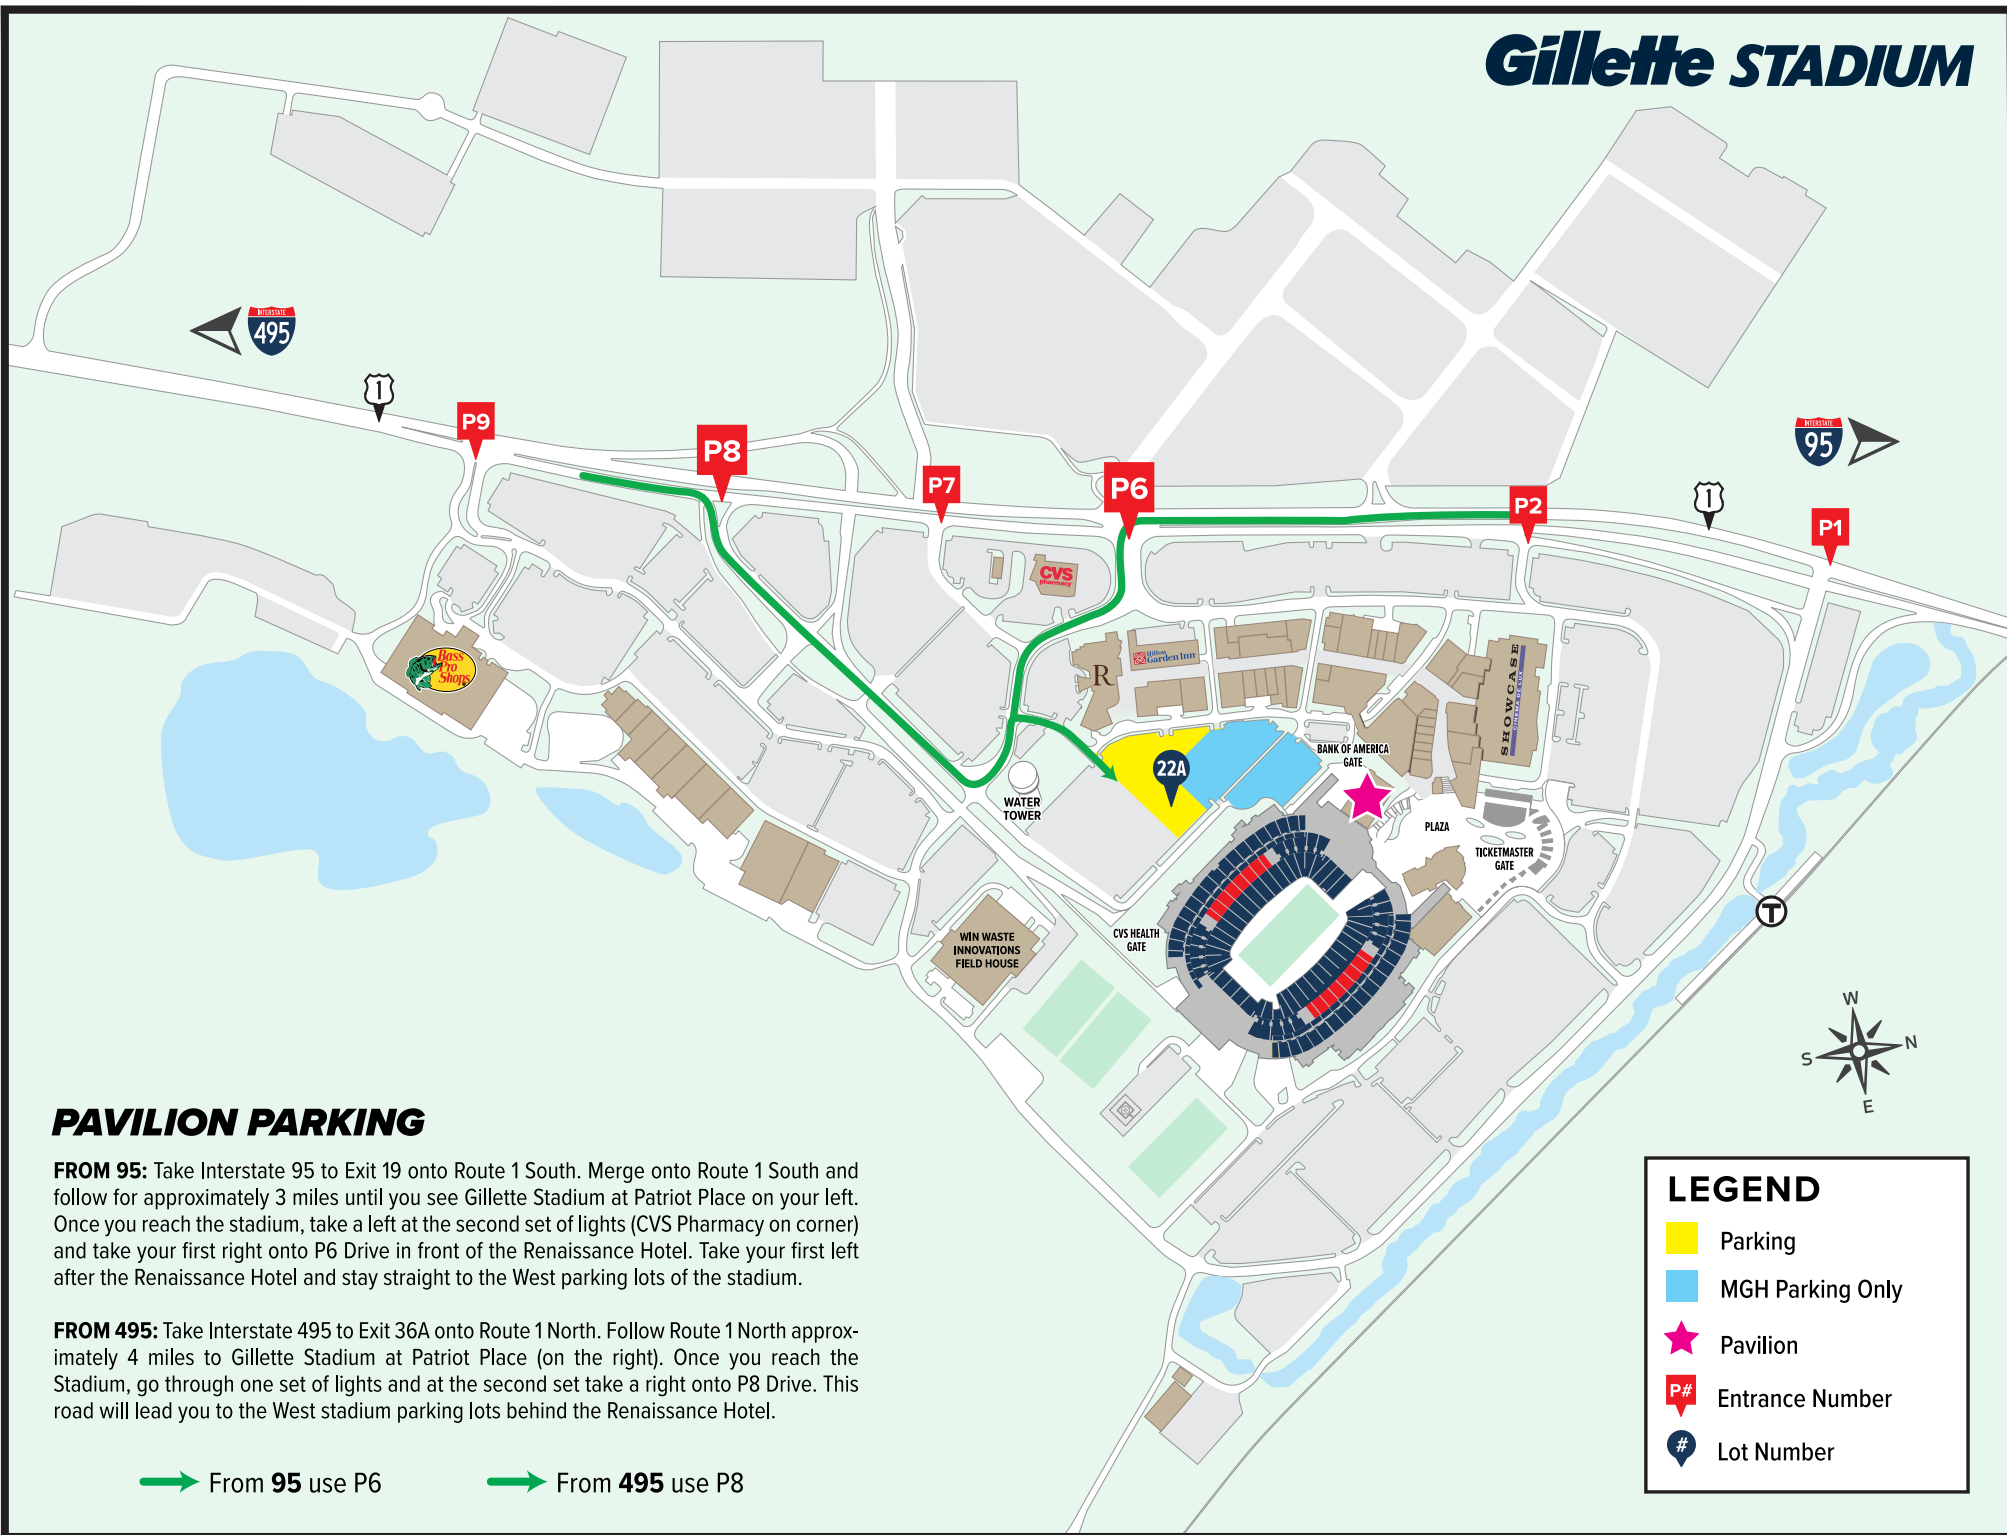 Gillette STADIUM
INTERSTATE
495
1
P9
P8
P7
P6
P2
1
INTERSTATE
95
P1
CVS
pharmacy
Bass
Pro
Shops
R
Hilton
Garden Inn
SHOWCASE
CINEMA DE LUX
BANK OF AMERICA
GATE
22A
WATER
TOWER
PLAZA
TICKETMASTER
GATE
CVS HEALTH
GATE
WIN WASTE
INNOVATIONS
FIELD HOUSE
T
W
N
S
E
PAVILION PARKING
FROM 95: Take Interstate 95 to Exit 19 onto Route 1 South. Merge onto Route 1 South and
follow for approximately 3 miles until you see Gillette Stadium at Patriot Place on your left.
Once you reach the stadium, take a left at the second set of lights (CVS Pharmacy on corner)
and take your first right onto P6 Drive in front of the Renaissance Hotel. Take your first left
after the Renaissance Hotel and stay straight to the West parking lots of the stadium.
FROM 495: Take Interstate 495 to Exit 36A onto Route 1 North. Follow Route 1 North approx-
imately 4 miles to Gillette Stadium at Patriot Place (on the right). Once you reach the
Stadium, go through one set of lights and at the second set take a right onto P8 Drive. This
road will lead you to the West stadium parking lots behind the Renaissance Hotel.
From 95 use P6
From 495 use P8
LEGEND
Parking
MGH Parking Only
Pavilion
P# Entrance Number
# Lot Number